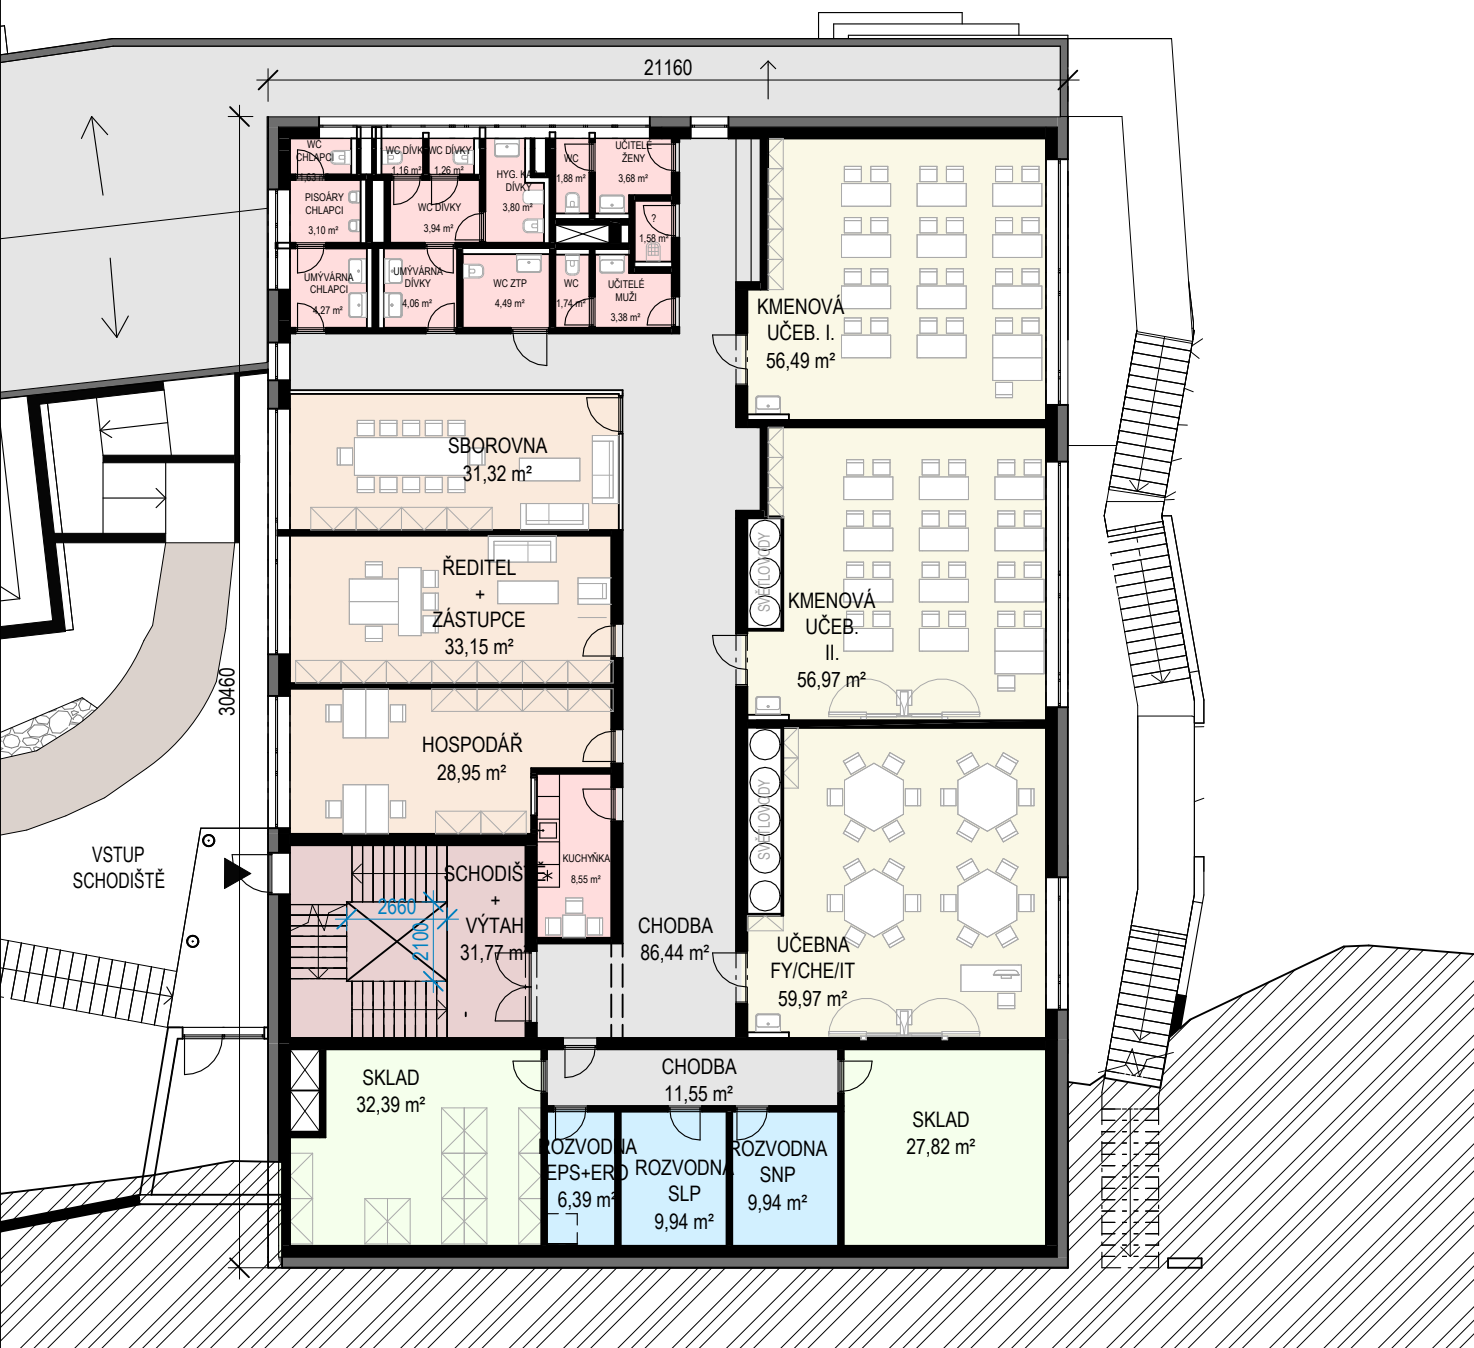 21160
WC
CHLAPCI
1,63 m²
WC DÍVKY
1,16 m²
WC DÍVKY
1,26 m²
HYG. KA
DÍVKY
3,80 m²
WC
1,88 m²
UČITELÉ
ŽENY
3,68 m²
PISOÁRY
CHLAPCI
3,10 m²
WC DÍVKY
3,94 m²
?
1,58 m²
UMÝVÁRNA
CHLAPCI
4,27 m²
UMÝVÁRNA
DÍVKY
4,06 m²
WC ZTP
4,49 m²
WC
1,74 m²
UČITELÉ
MUŽI
3,38 m²
KMENOVÁ
UČEB. I.
56,49 m²
SBOROVNA
31,32 m²
ŘEDITEL
+
ZÁSTUPCE
33,15 m²
SVĚTLOVODY
KMENOVÁ
UČEB.
II.
56,97 m²
30460
HOSPODÁŘ
28,95 m²
SVĚTLOVODY
VSTUP
SCHODIŠTĚ
KUCHYŇKA
8,55 m²
SCHODIŠTĚ
+
VÝTAH
31,77 m²
2660
2100
CHODBA
86,44 m²
UČEBNA
FY/CHE/IT
59,97 m²
SKLAD
32,39 m²
CHODBA
11,55 m²
ROZVODNA
EPS+ERO
6,39 m²
ROZVODNA
SLP
9,94 m²
ROZVODNA
SNP
9,94 m²
SKLAD
27,82 m²